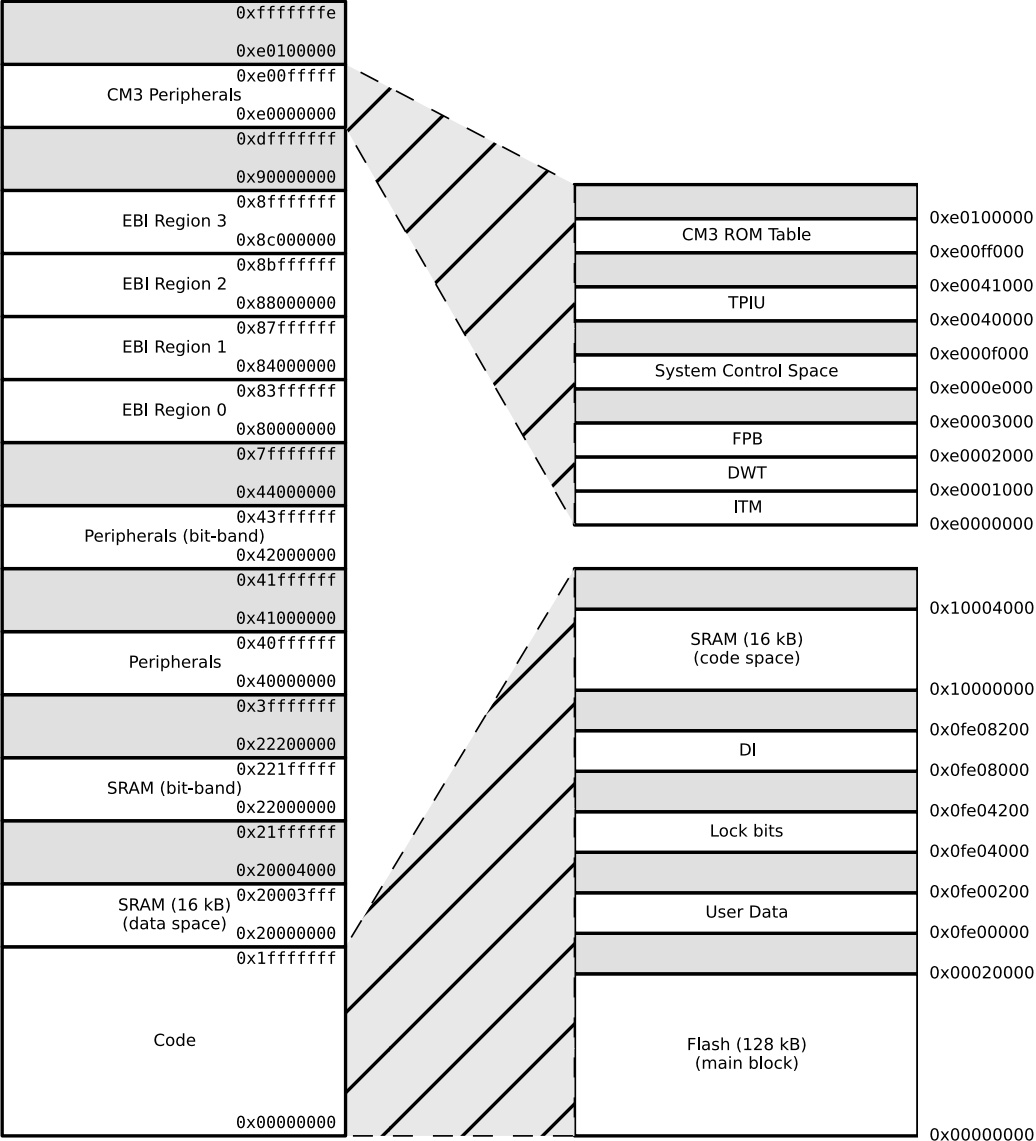 0xfffffffe
0xe0100000
0xe00fffff
CM3 Peripherals
0xe0000000
0xdfffffff
0x90000000
0x8fffffff
EBI Region 3
0x8c000000
0x8bffffff
EBI Region 2
0x88000000
0x87ffffff
EBI Region 1
0x84000000
0x83ffffff
EBI Region 0
0x80000000
0x7fffffff
0x44000000
0x43ffffff
Peripherals (bit-band)
0x42000000
0x41ffffff
0x41000000
0x40ffffff
Peripherals
0x40000000
0x3fffffff
0x22200000
0x221fffff
SRAM (bit-band)
0x22000000
0x21ffffff
0x20004000
0x20003fff
SRAM (16 kB)
(data space)
0x20000000
0x1fffffff
Code
0x00000000
0xe0100000
CM3 ROM Table
0xe00ff000
0xe0041000
TPIU
0xe0040000
0xe000f000
System Control Space
0xe000e000
0xe0003000
FPB
0xe0002000
DWT
0xe0001000
ITM
0xe0000000
0x10004000
SRAM (16 kB)
(code space)
0x10000000
0x0fe08200
DI
0x0fe08000
0x0fe04200
Lock bits
0x0fe04000
0x0fe00200
User Data
0x0fe00000
0x00020000
Flash (128 kB)
(main block)
0x00000000